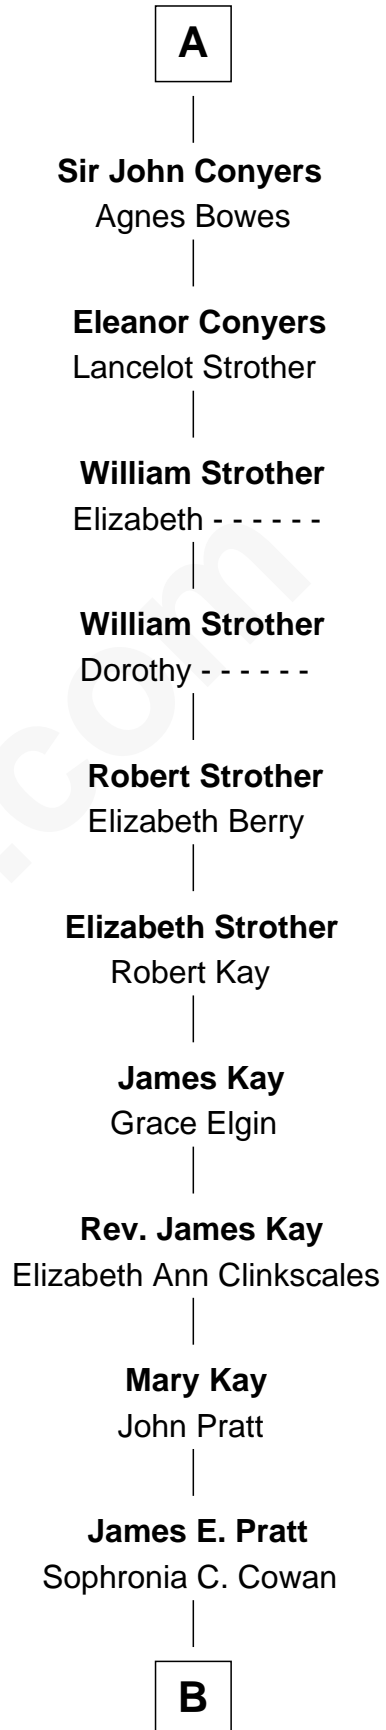 A
Sir John Conyers
Agnes Bowes
Eleanor Conyers
Lancelot Strother
William Strother
Elizabeth - - - - - -
William Strother
Dorothy - - - - - -
Robert Strother
Elizabeth Berry
Elizabeth Strother
Robert Kay
James Kay
Grace Elgin
Rev. James Kay
Elizabeth Ann Clinkscales
Mary Kay
John Pratt
James E. Pratt
Sophronia C. Cowan
B
.com